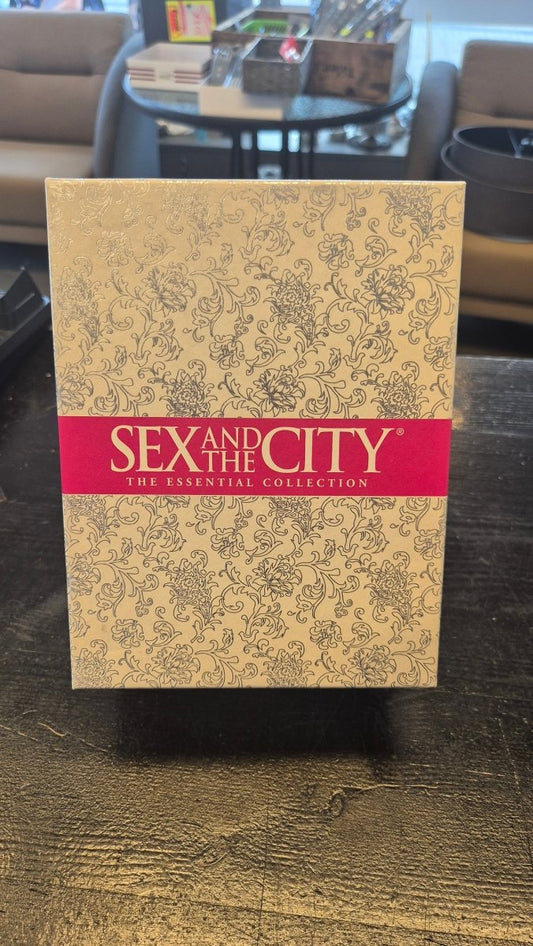 SEX AND THE CITY®
THE ESSENTIAL COLLECTION